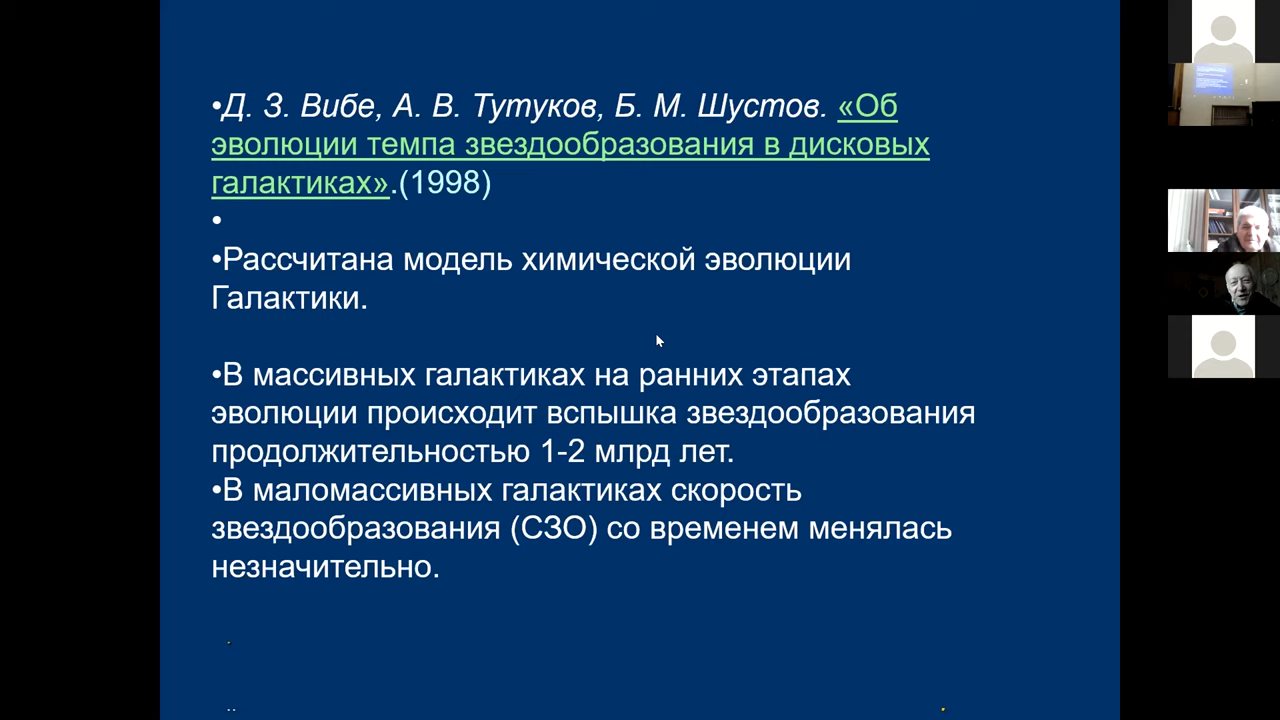 •Д. З. Вибе, А. В. Тутуков, Б. М. Шустов. «Об
эволюции темпа звездообразования в дисковых
галактиках».(1998)
•
•Рассчитана модель химической эволюции
Галактики.
•В массивных галактиках на ранних этапах
эволюции происходит вспышка звездообразования
продолжительностью 1-2 млрд лет.
•В маломассивных галактиках скорость
звездообразования (СЗО) со временем менялась
незначительно.